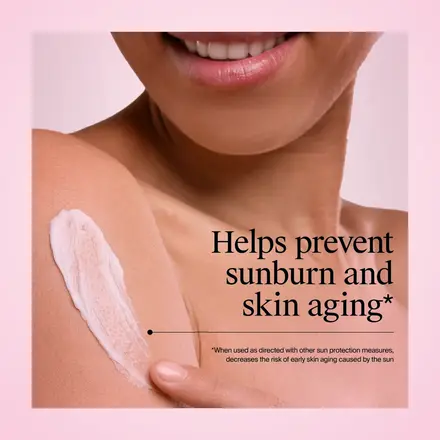 Helps prevent
sunburn and
skin aging*
*When used as directed with other sun protection measures,
decreases the risk of early skin aging caused by the sun